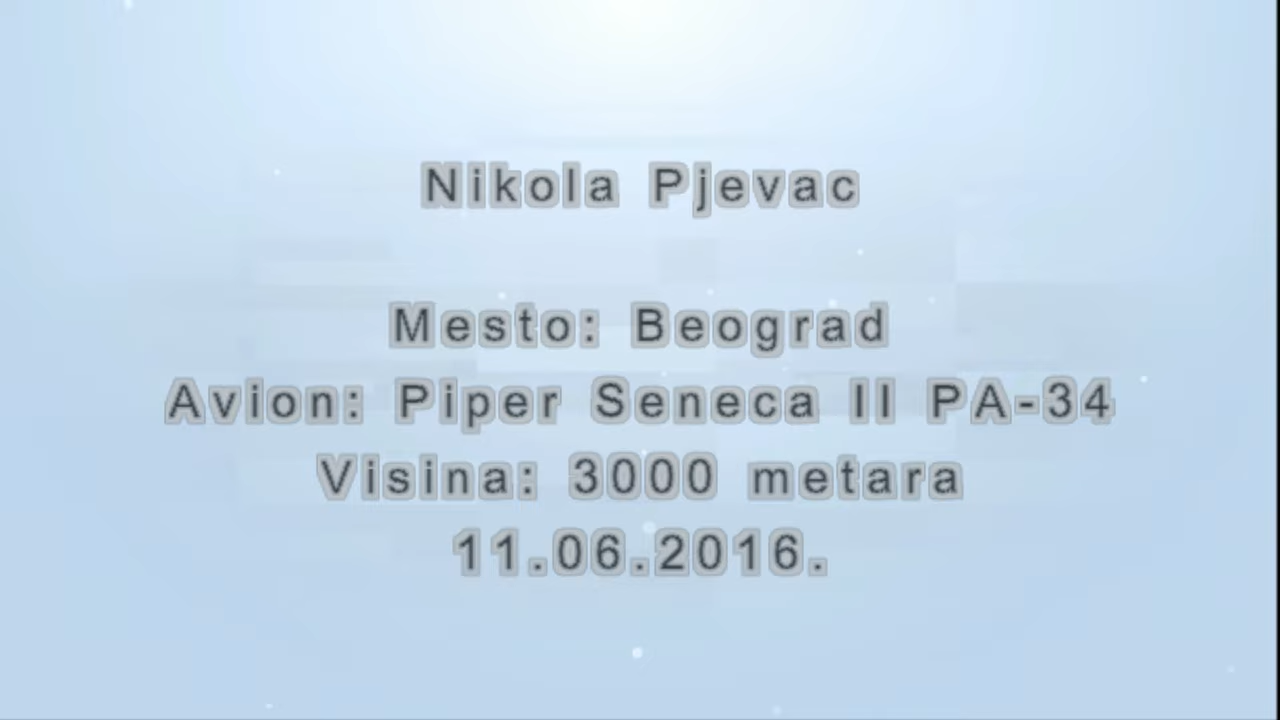 Nikola Pjevac
Mesto: Beograd
Avion: Piper Seneca II PA-34
Visina: 3000 metara
11.06.2016.